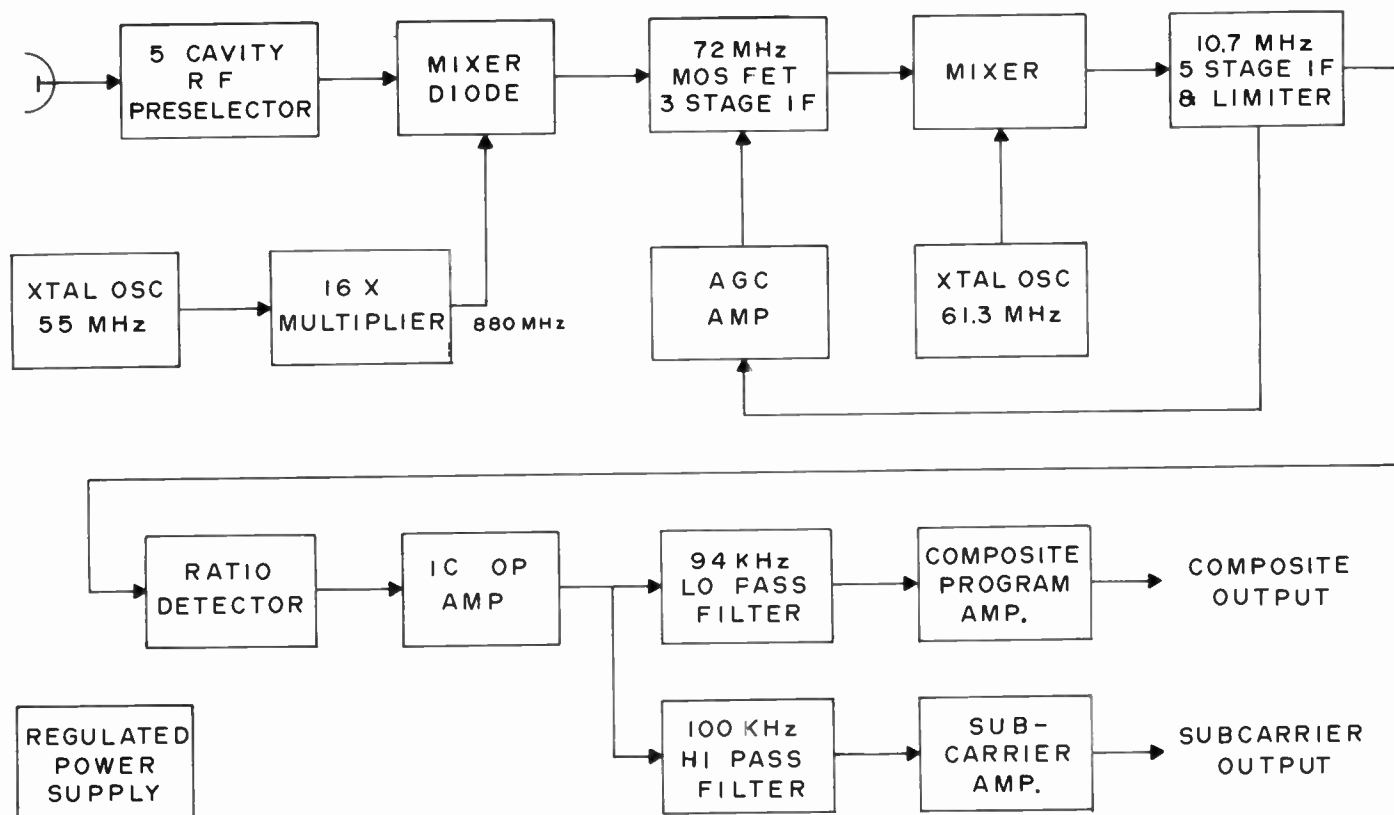 5 CAVITY
R F
PRESELECTOR
MIXER
DIODE
72 MHz
MOS FET
3 STAGE IF
MIXER
10.7 MHz
5 STAGE IF
& LIMITER
XTAL OSC
55 MHz
16 X
MULTIPLIER
880 MHz
AGC
AMP
XTAL OSC
61.3 MHz
RATIO
DETECTOR
IC OP
AMP
94 KHz
LO PASS
FILTER
COMPOSITE
PROGRAM
AMP.
COMPOSITE
OUTPUT
REGULATED
POWER
SUPPLY
100 KHz
HI PASS
FILTER
SUB-
CARRIER
AMP.
SUBCARRIER
OUTPUT